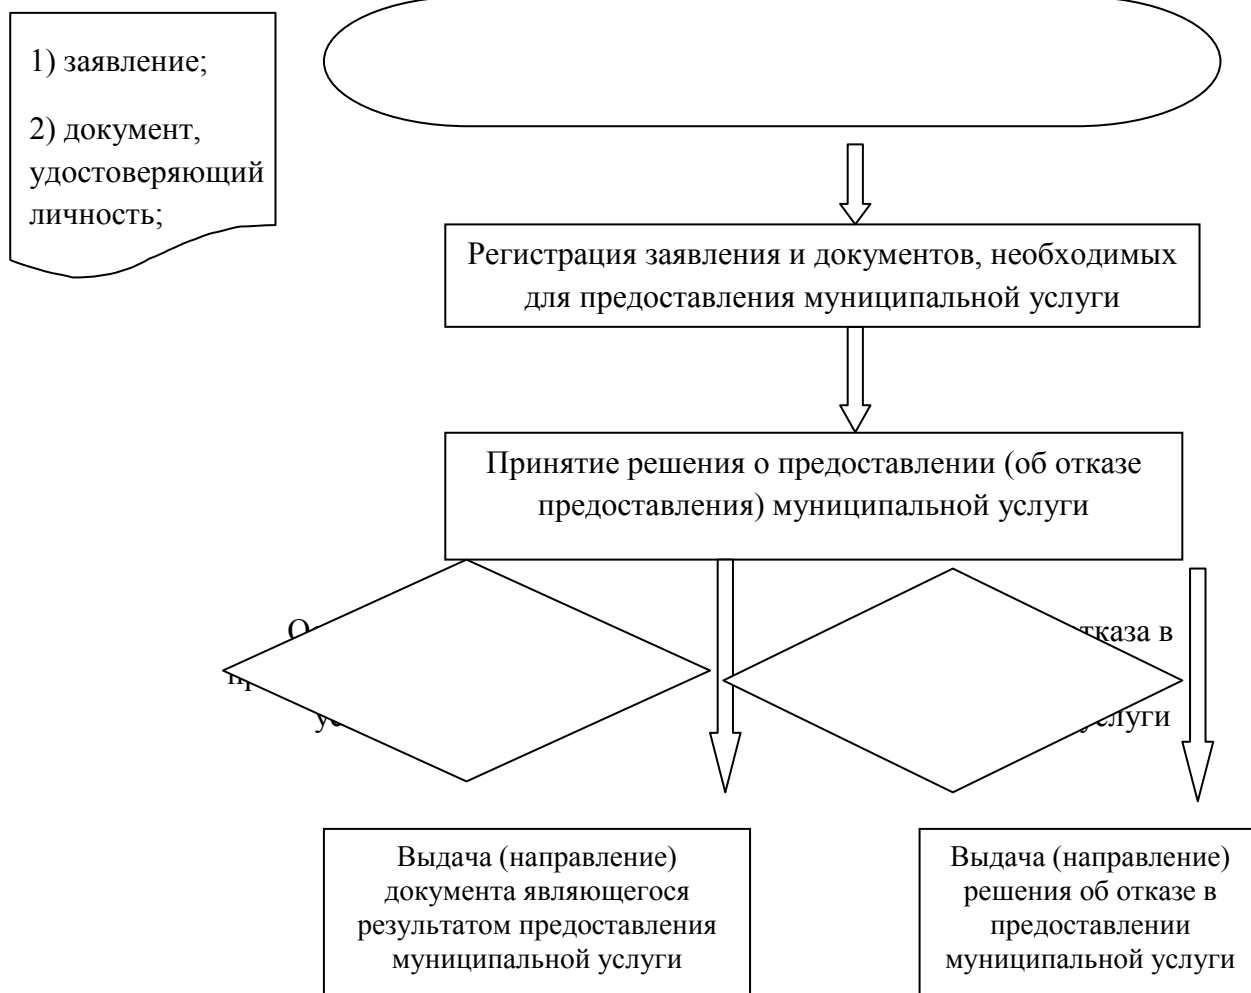 1) заявление;
2) документ,
удостоверяющий
личность;
Регистрация заявления и документов, необходимых
для предоставления муниципальной услуги
Принятие решения о предоставлении (об отказе
предоставления) муниципальной услуги
тказа в
услуги
Выдача (направление)
документа являющегося
результатом предоставления
муниципальной услуги
Выдача (направление)
решения об отказе в
предоставлении
муниципальной услуги